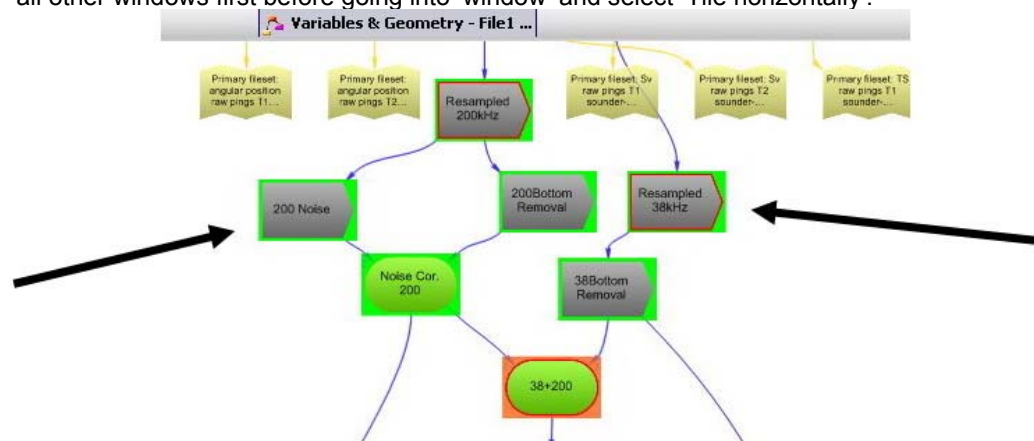 all other windows first before going into 'window' and select 'Tile horizontally'.
Variables & Geometry - File1 ...
Primary fileset:
angular position
raw pings T1...
Primary fileset:
angular position
raw pings T2...
Resampled
200kHz
Primary fileset: Sv
raw pings T1
sounder-...
Primary fileset: Sv
raw pings T2
sounder-...
Primary fileset: TS
raw pings T1
sounder-...
200 Noise
200Bottom
Removal
Resampled
38kHz
Noise Cor.
200
38Bottom
Removal
38+200